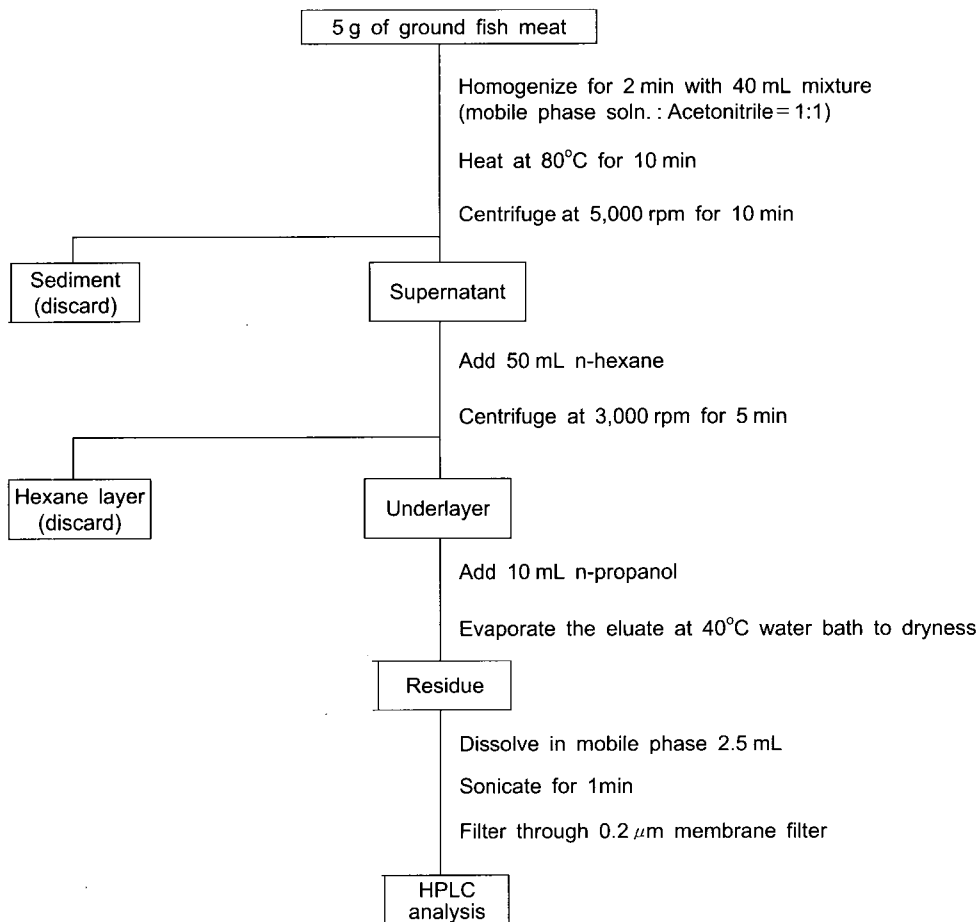 5 g of ground fish meat
Homogenize for 2 min with 40 mL mixture
(mobile phase soln. : Acetonitrile = 1:1)
Heat at 80°C for 10 min
Centrifuge at 5,000 rpm for 10 min
Sediment
(discard)
Supernatant
Add 50 mL n-hexane
Centrifuge at 3,000 rpm for 5 min
Hexane layer
(discard)
Underlayer
Add 10 mL n-propanol
Evaporate the eluate at 40°C water bath to dryness
Residue
Dissolve in mobile phase 2.5 mL
Sonicate for 1min
Filter through 0.2 μm membrane filter
HPLC
analysis